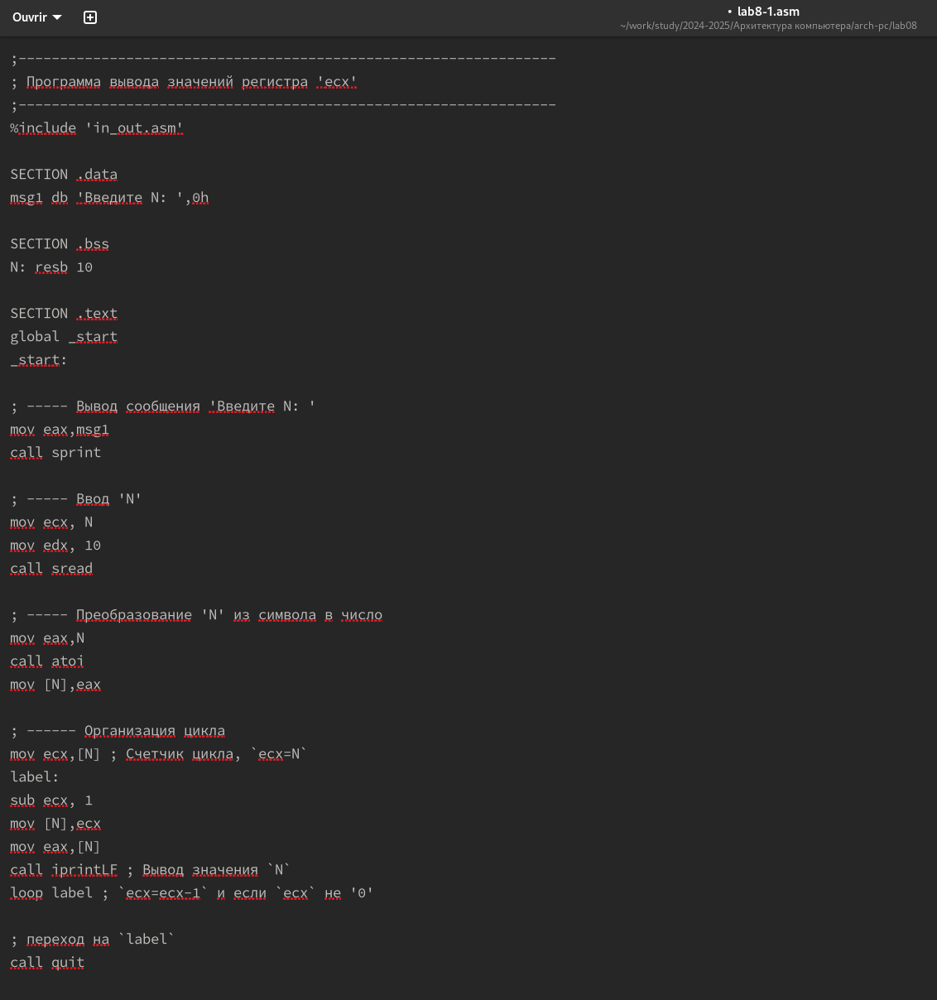 Ouvrir
• lab8-1.asm
~/work/study/2024-2025/Архитектура компьютера/arch-pc/lab08
;-----------------------------------------------------------------
; Программа вывода значений регистра 'ecx'
;-----------------------------------------------------------------
%include 'in_out.asm'
SECTION .data
msg1 db 'Введите N: ',0h
SECTION .bss
N: resb 10
SECTION .text
global _start
_start:
; ----- Вывод сообщения 'Введите N: '
mov eax,msg1
call sprint
; ----- Ввод 'N'
mov ecx, N
mov edx, 10
call sread
; ----- Преобразование 'N' из символа в число
mov eax,N
call atoi
mov [N],eax
; ------ Организация цикла
mov ecx,[N] ; Счетчик цикла, `ecx=N`
label:
sub ecx, 1
mov [N],ecx
mov eax,[N]
call iprintLF ; Вывод значения `N`
loop label ; `ecx=ecx-1` и если `ecx` не '0'
; переход на `label`
call quit